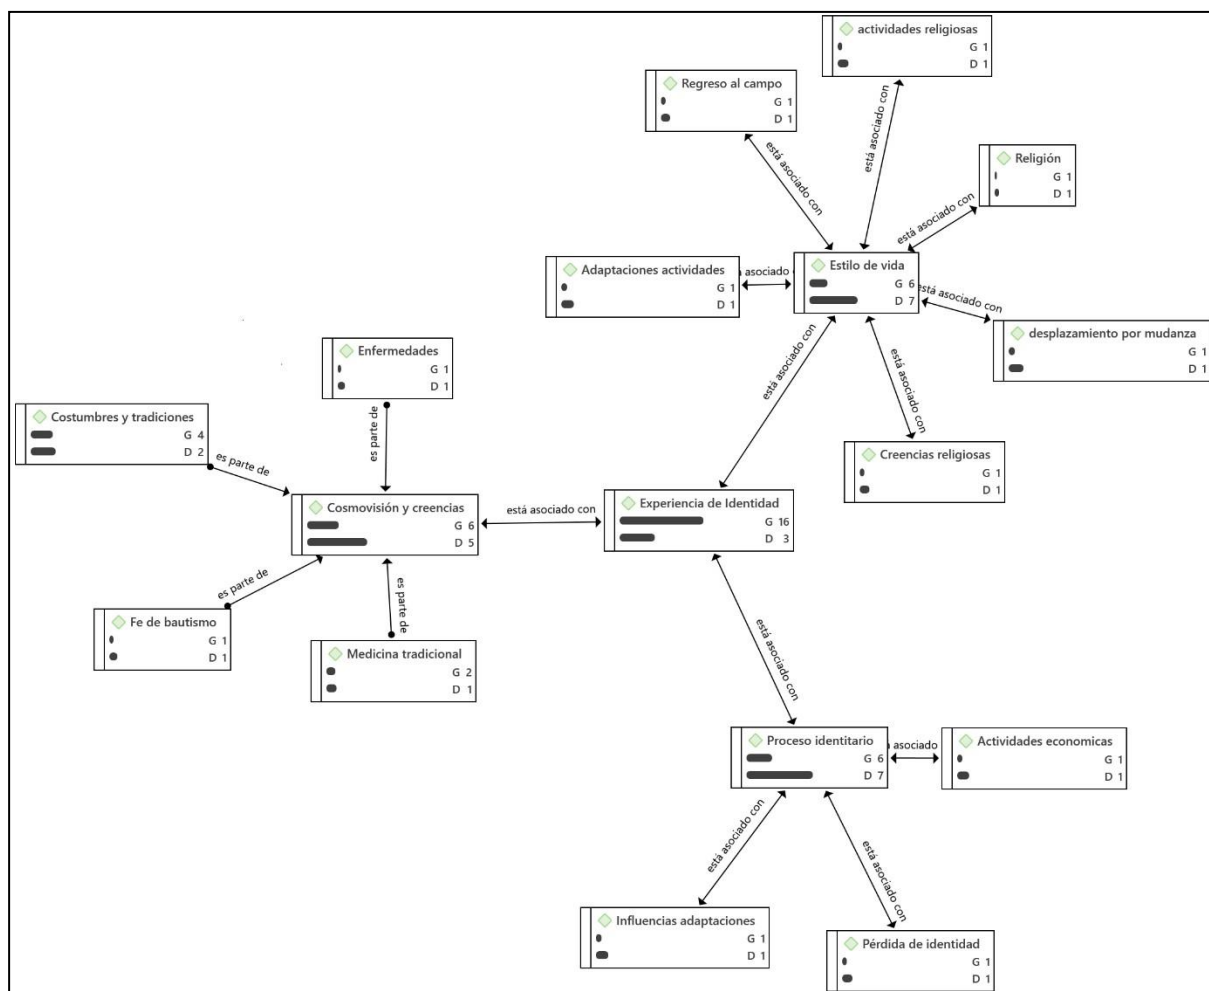 actividades religiosas
G 1
D 1
Regreso al campo
G 1
D 1
está asociado con
está asociado con
Religión
G 1
D 1
está asociado con
Adaptaciones actividades
G 1
D 1
a asociado
Estilo de vida
G 6
D 7
está asociado con
desplazamiento por mudanza
G 1
D 1
está asociado con
está asociado con
Creencias religiosas
G 1
D 1
Enfermedades
G 1
D 1
Costumbres y tradiciones
G 4
D 2
es parte de
es parte de
Cosmovisión y creencias
G 6
D 5
está asociado con
Experiencia de Identidad
G 16
D 3
es parte de
es parte de
Fe de bautismo
G 1
D 1
Medicina tradicional
G 2
D 1
está asociado con
Proceso identitario
G 6
D 7
á asociado
Actividades economicas
G 1
D 1
está asociado con
está asociado con
Influencias adaptaciones
G 1
D 1
Pérdida de identidad
G 1
D 1